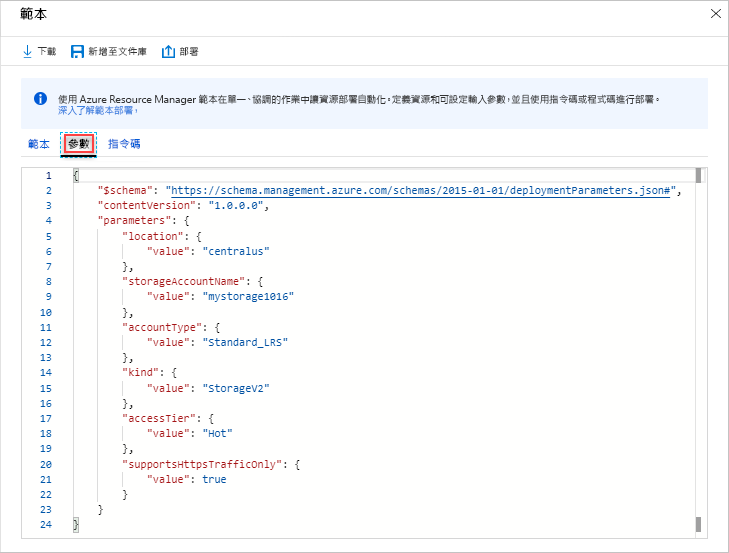 範本
下載 新增至文件庫 部署
使用 Azure Resource Manager 範本在單一、協調的作業中讓資源部署自動化。定義資源和可設定輸入參數，並且使用指令碼或程式碼進行部署。
深入了解範本部署，
範本 參數 指令碼
1 {
2 "$schema": "https://schema.management.azure.com/schemas/2015-01-01/deploymentParameters.json#",
3 "contentVersion": "1.0.0.0",
4 "parameters": {
5 "location": {
6 "value": "centralus"
7 },
8 "storageAccountName": {
9 "value": "mystorage1016"
10 },
11 "accountType": {
12 "value": "Standard_LRS"
13 },
14 "kind": {
15 "value": "StorageV2"
16 },
17 "accessTier": {
18 "value": "Hot"
19 },
20 "supportsHttpsTrafficOnly": {
21 "value": true
22 }
23 }
24 }